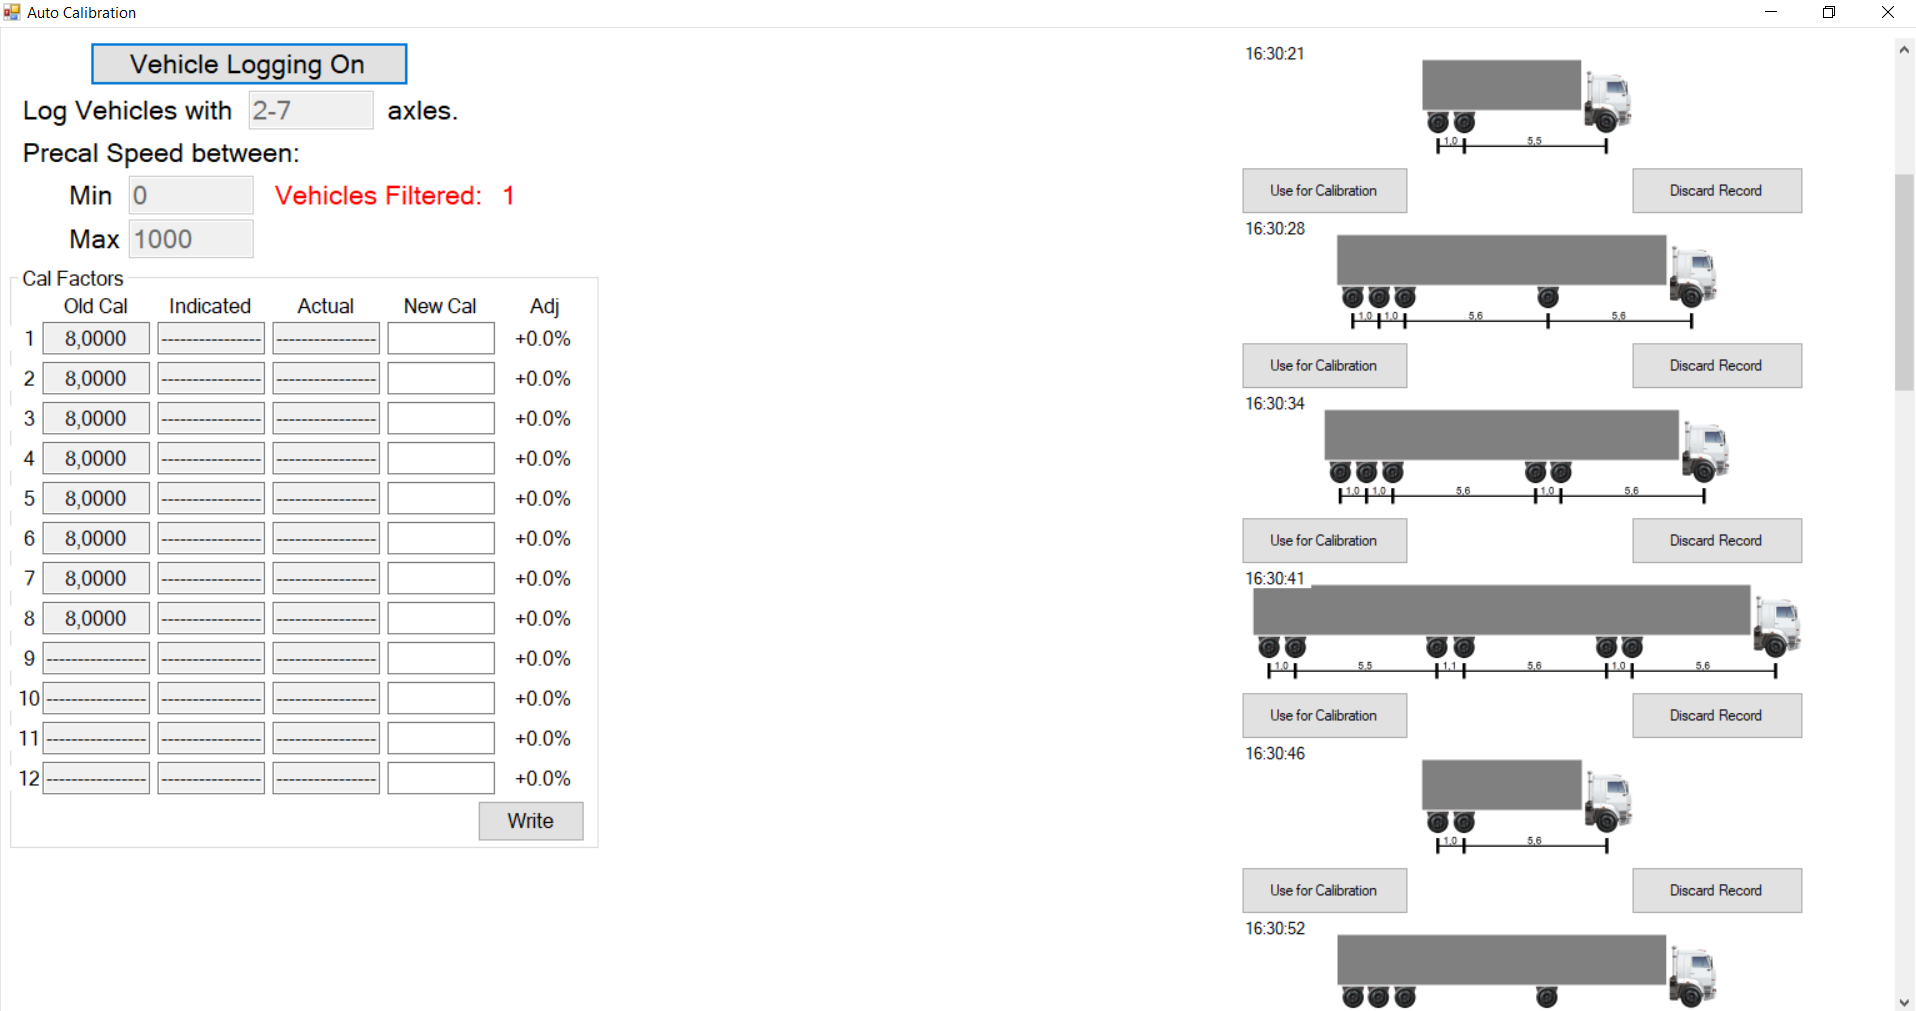 Auto Calibration
Vehicle Logging On
Log Vehicles with 2-7 axles.
Precal Speed between:
Min 0 Vehicles Filtered: 1
Max 1000
Cal Factors
Old Cal Indicated Actual New Cal Adj
1 8,0000 ---------------- ---------------- +0.0%
2 8,0000 ---------------- ---------------- +0.0%
3 8,0000 ---------------- ---------------- +0.0%
4 8,0000 ---------------- ---------------- +0.0%
5 8,0000 ---------------- ---------------- +0.0%
6 8,0000 ---------------- ---------------- +0.0%
7 8,0000 ---------------- ---------------- +0.0%
8 8,0000 ---------------- ---------------- +0.0%
9 ---------------- ---------------- ---------------- +0.0%
10 ---------------- ---------------- ---------------- +0.0%
11 ---------------- ---------------- ---------------- +0.0%
12 ---------------- ---------------- ---------------- +0.0%
Write
16:30:21
1,0 5,5
Use for Calibration Discard Record
16:30:28
1,0 1,0 5,6 5,6
Use for Calibration Discard Record
16:30:34
1,0 1,0 5,6 1,0 5,6
Use for Calibration Discard Record
16:30:41
1,0 5,5 1,1 5,6 1,0 5,6
Use for Calibration Discard Record
16:30:46
1,0 5,6
Use for Calibration Discard Record
16:30:52